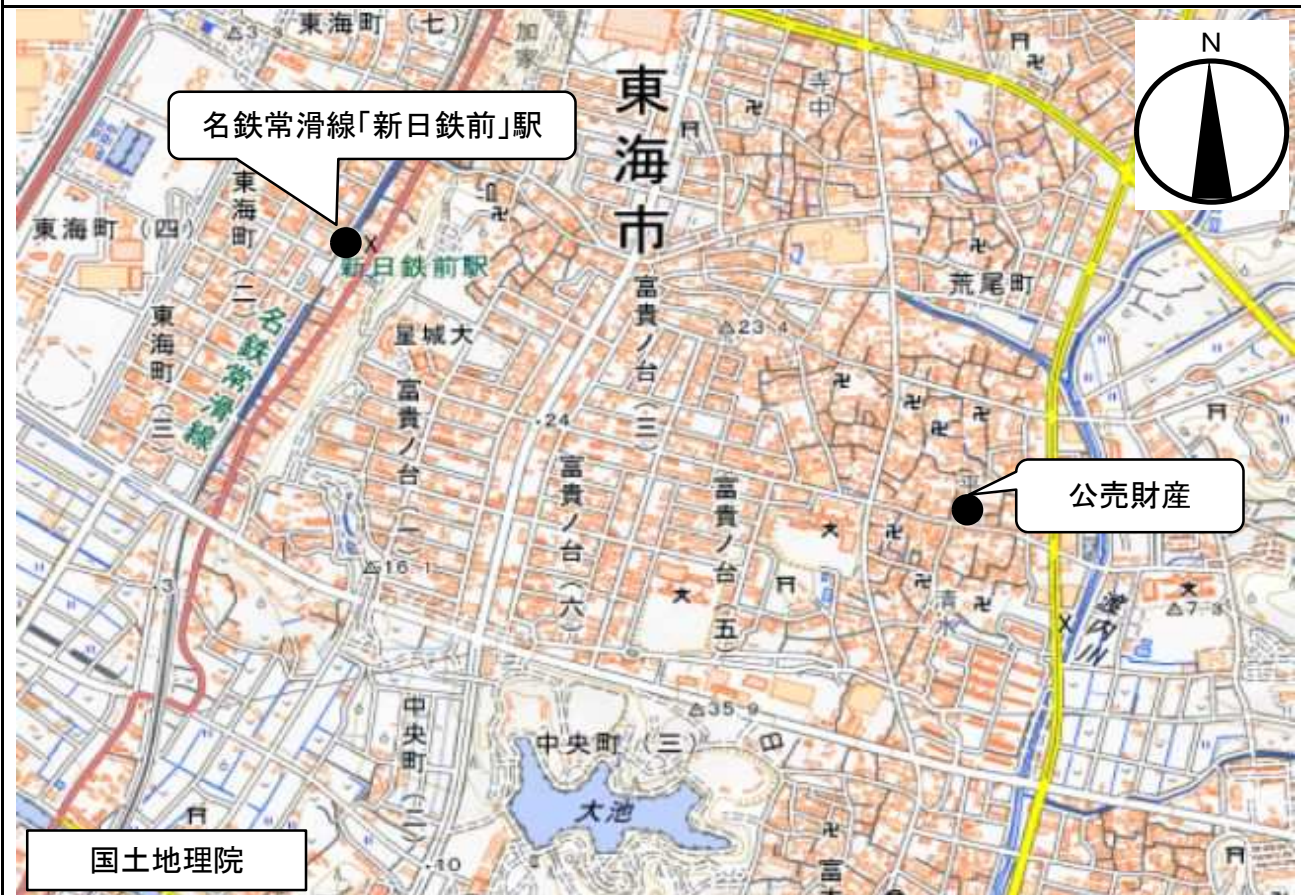 東海町(七)
加家
N
東海市
寺中
名鉄常滑線「新日鉄前」駅
東海町(二)
東海町(四)
新日鉄前駅
荒尾町
富貴ノ台(三)
23.4
名鉄常滑線
東海町(三)
星城大
富貴ノ台(一)
24
富貴ノ台(六)
富貴ノ台(五)
平
公売財産
16.1
清水
渡内川
7.3
3
35.9
中央町(三)
中央町(二)
大池
10
国土地理院